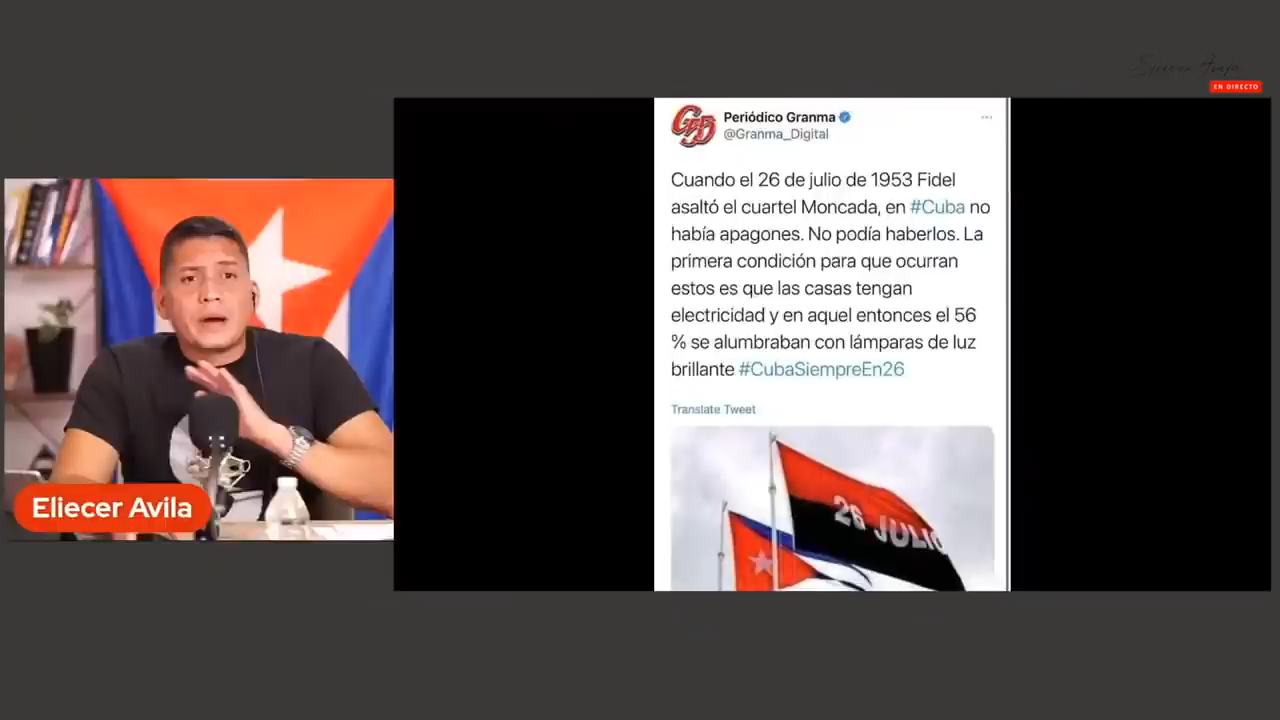 Eliecer Avila
EN DIRECTO
Periódico Granma
@Granma_Digital
Cuando el 26 de julio de 1953 Fidel
asaltó el cuartel Moncada, en #Cuba no
había apagones. No podía haberlos. La
primera condición para que ocurran
estos es que las casas tengan
electricidad y en aquel entonces el 56
% se alumbraban con lámparas de luz
brillante #CubaSiempreEn26
Translate Tweet
26 JULIO
Eliecer Avila